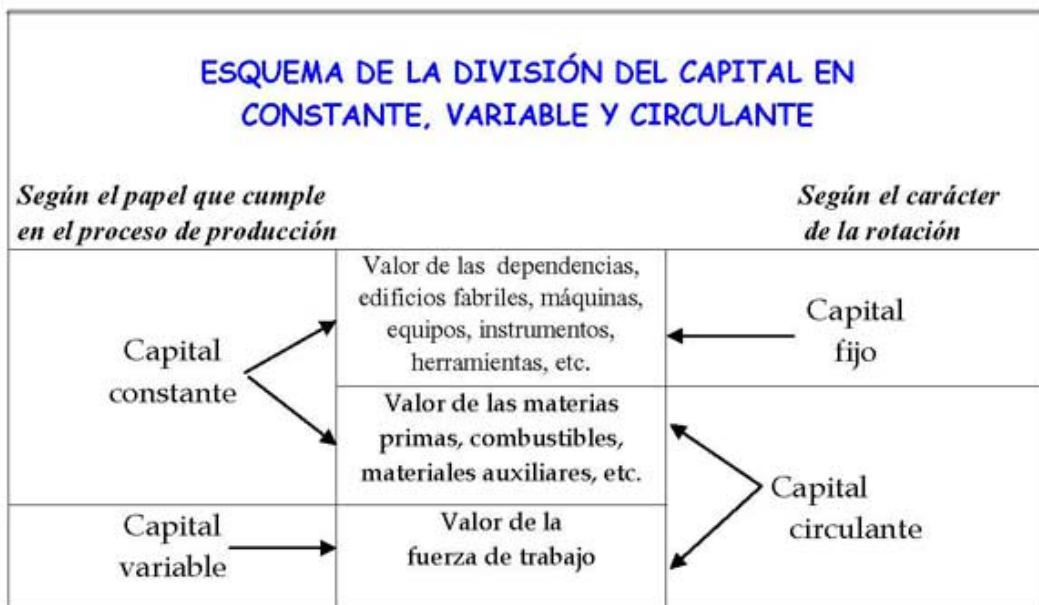 ESQUEMA DE LA DIVISIÓN DEL CAPITAL EN
CONSTANTE, VARIABLE Y CIRCULANTE
Según el papel que cumple
en el proceso de producción
Según el carácter
de la rotación
Capital
constante
Valor de las dependencias,
edificios fabriles, máquinas,
equipos, instrumentos,
herramientas, etc.
Capital
fijo
Valor de las materias
primas, combustibles,
materiales auxiliares, etc.
Capital
circulante
Capital
variable
Valor de la
fuerza de trabajo